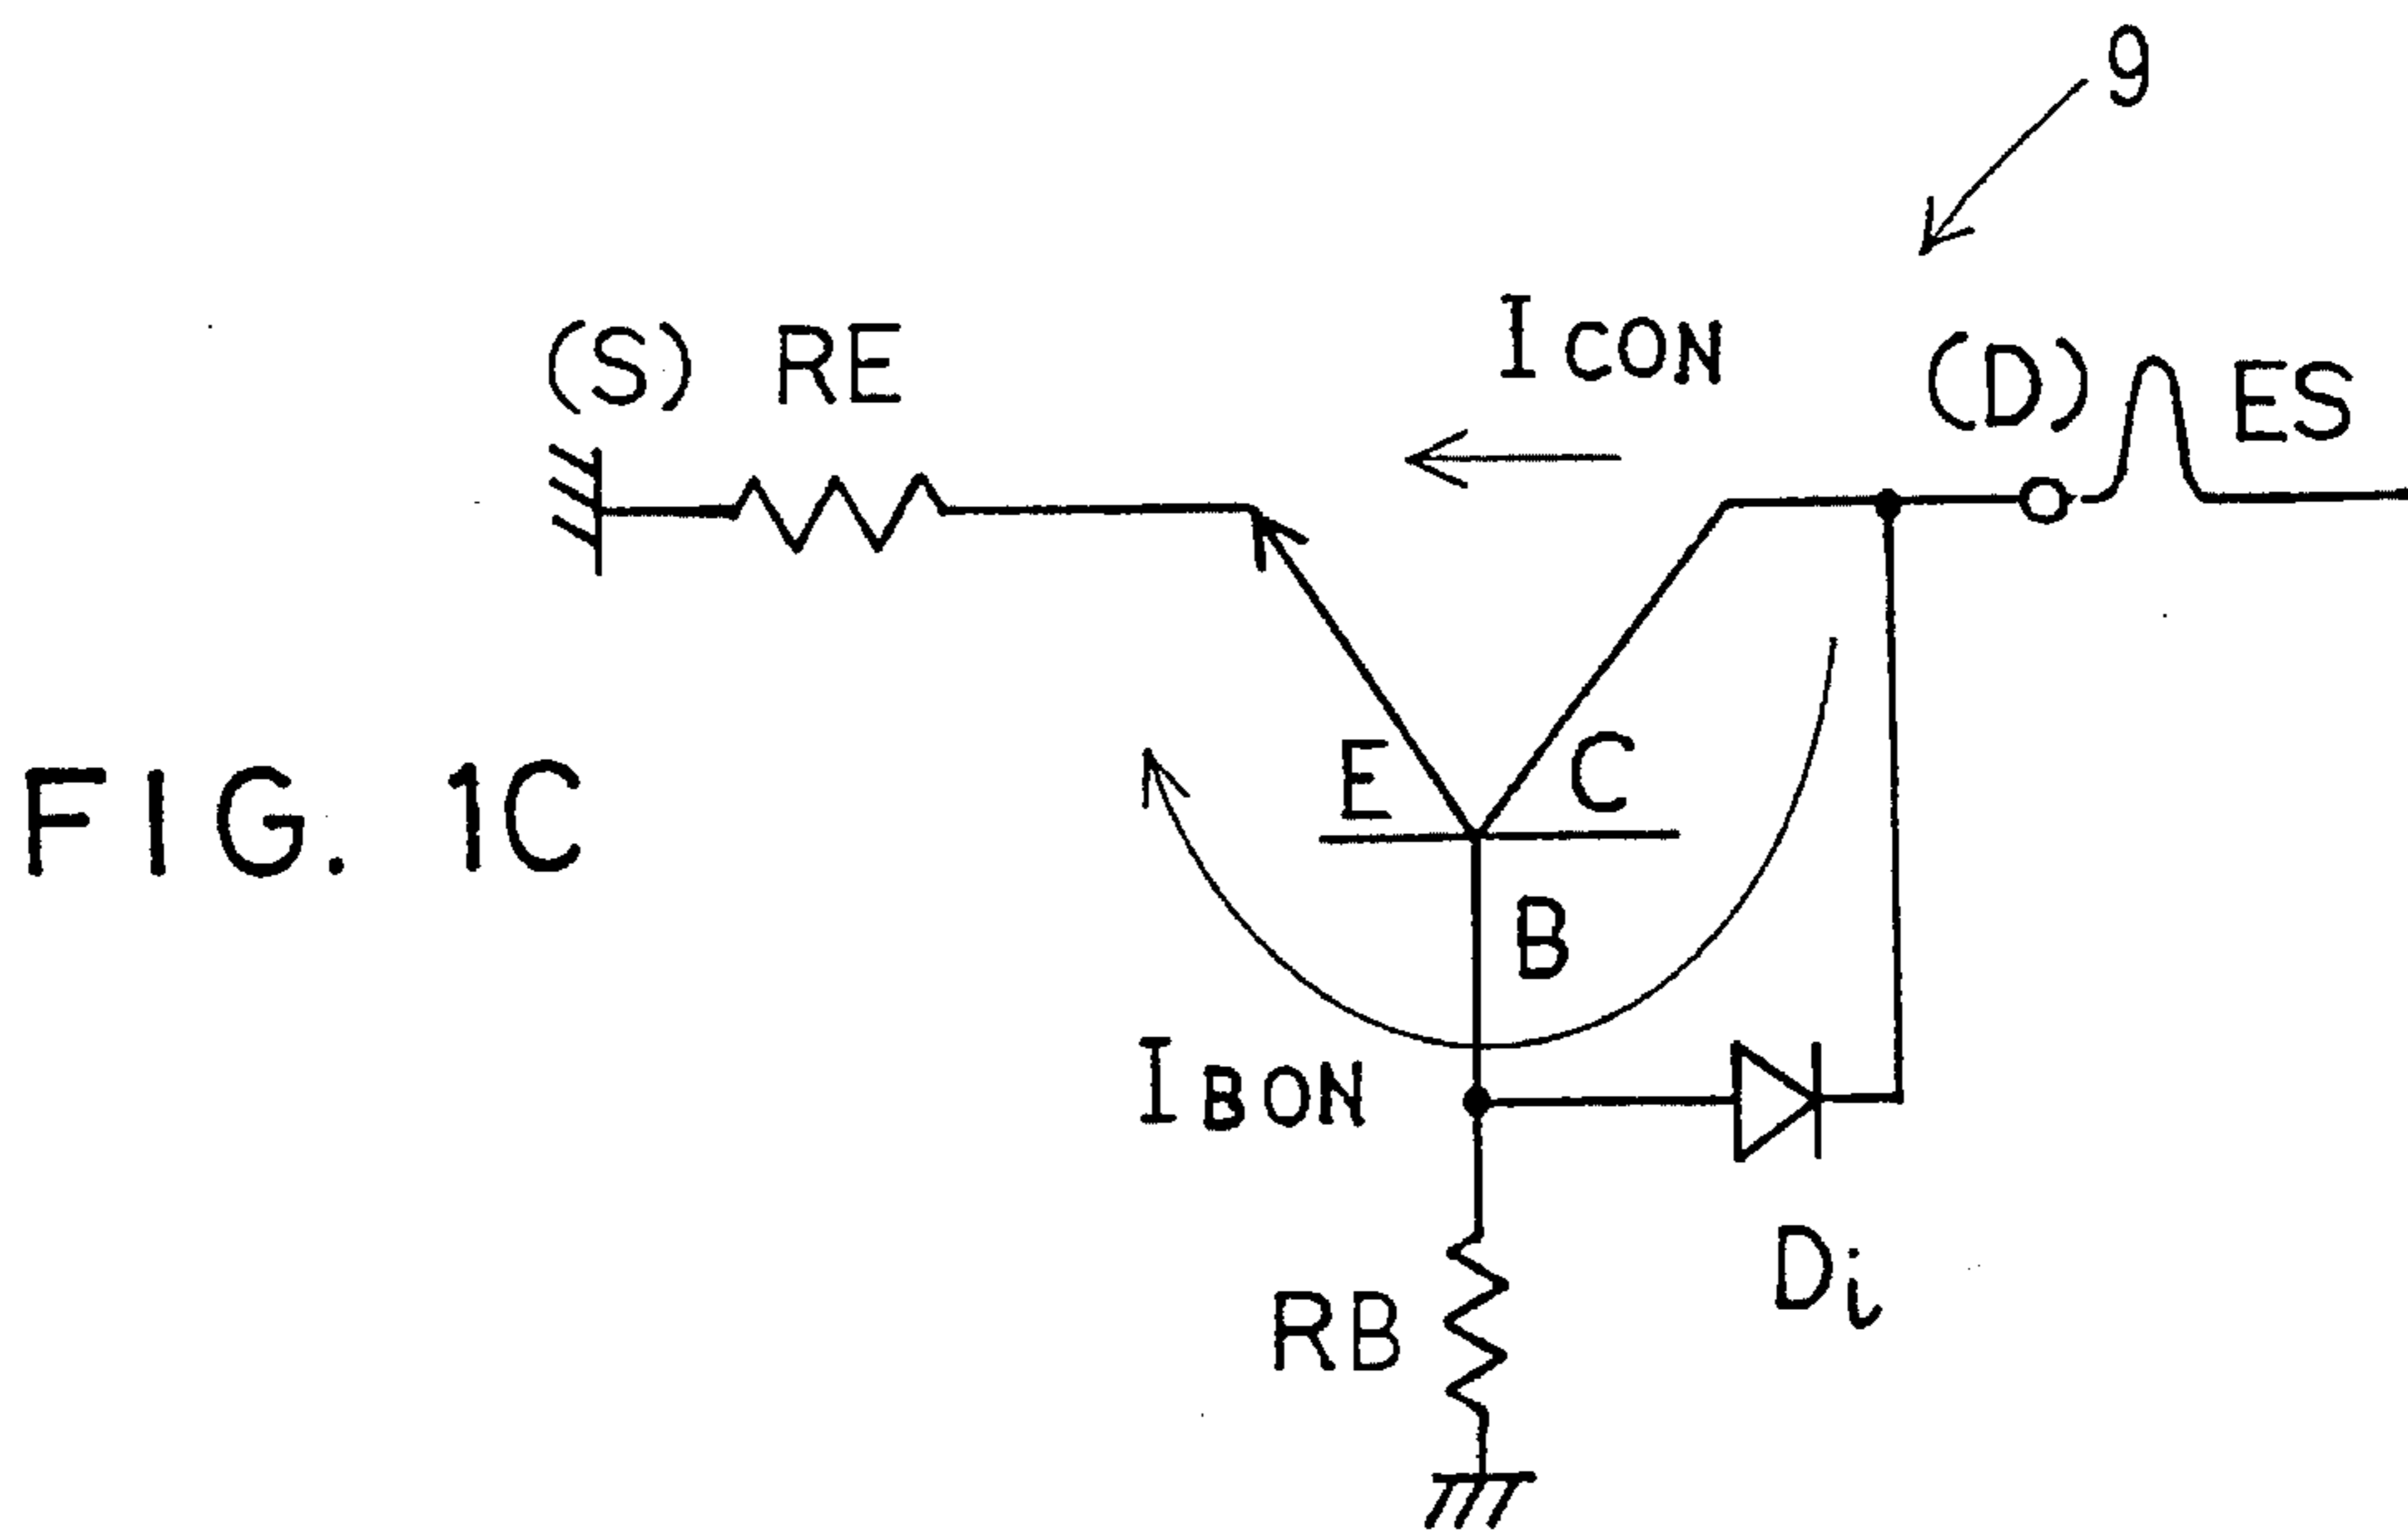 9
(S) RE
ICON
(D)
ES
E
C
B
FIG. 1C
IBON
RB
Di